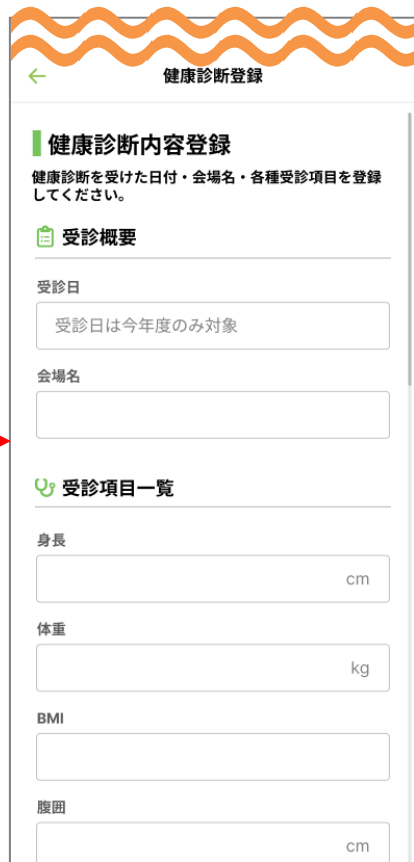 健康診断登録
健康診断内容登録
健康診断を受けた日付・会場名・各種受診項目を登録
してください。
受診概要
受診日
受診日は今年度のみ対象
会場名
受診項目一覧
身長
cm
体重
kg
BMI
腹囲
cm